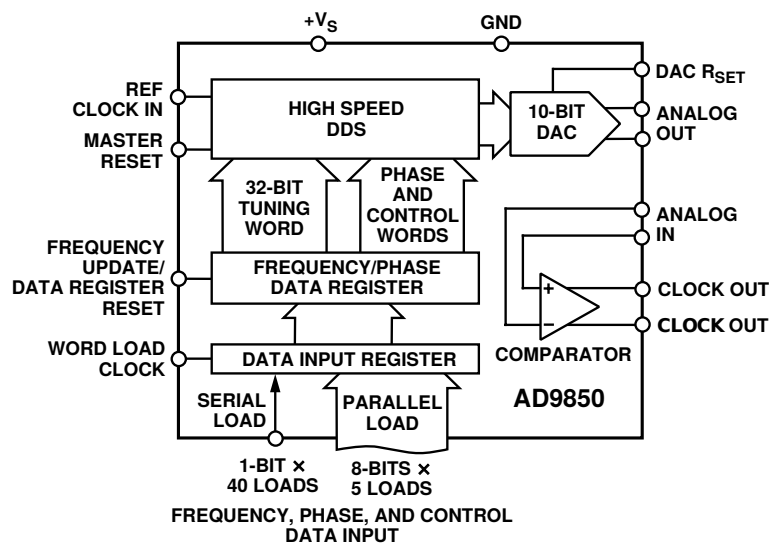 +VS
GND
REF
CLOCK IN
MASTER
RESET
FREQUENCY
UPDATE/
DATA REGISTER
RESET
WORD LOAD
CLOCK
HIGH SPEED
DDS
32-BIT
TUNING
WORD
PHASE
AND
CONTROL
WORDS
FREQUENCY/PHASE
DATA REGISTER
DATA INPUT REGISTER
SERIAL
LOAD
PARALLEL
LOAD
10-BIT
DAC
DAC RSET
ANALOG
OUT
ANALOG
IN
+
–
CLOCK OUT
CLOCK OUT
COMPARATOR
AD9850
1-BIT ×
40 LOADS
8-BITS ×
5 LOADS
FREQUENCY, PHASE, AND CONTROL
DATA INPUT